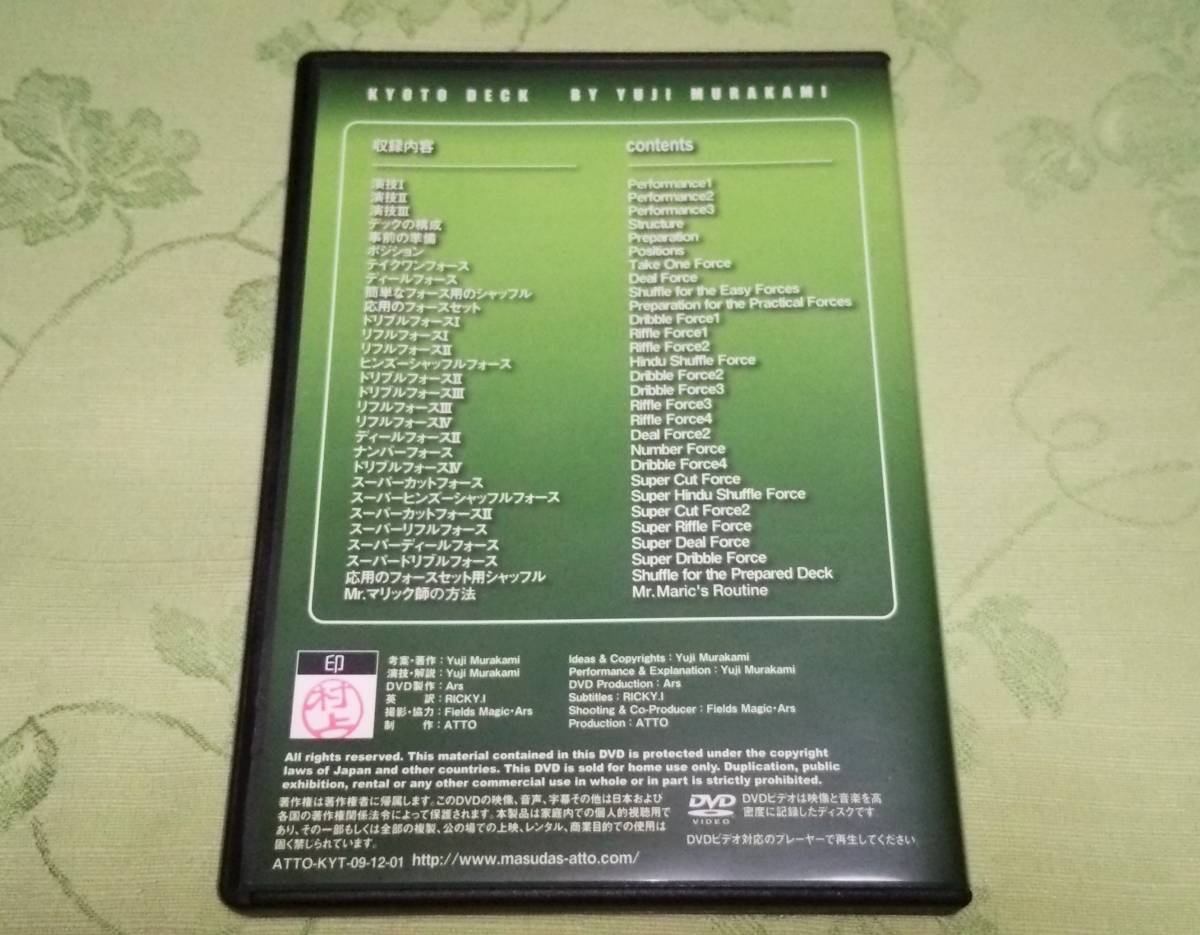 KYOTO DECK BY YUJI MURAKAMI
収録内容
演技I
演技II
演技III
デックの構成
事前の準備
ポジション
テイクワンフォース
ディールフォース
簡単なフォース用のシャッフル
応用のフォースセット
ドリブルフォースI
リフルフォースI
リフルフォースII
ヒンズーシャッフルフォース
ドリブルフォースII
ドリブルフォースIII
リフルフォースIII
リフルフォースIV
ディールフォースII
ナンバーフォース
ドリブルフォースIV
スーパーカットフォース
スーパーヒンズーシャッフルフォース
スーパーカットフォースII
スーパーリフルフォース
スーパーディールフォース
スーパードリブルフォース
応用のフォースセット用シャッフル
Mr.マリック師の方法
contents
Performance1
Performance2
Performance3
Structure
Preparation
Positions
Take One Force
Deal Force
Shuffle for the Easy Forces
Preparation for the Practical Forces
Dribble Force1
Riffle Force1
Riffle Force2
Hindu Shuffle Force
Dribble Force2
Dribble Force3
Riffle Force3
Riffle Force4
Deal Force2
Number Force
Dribble Force4
Super Cut Force
Super Hindu Shuffle Force
Super Cut Force2
Super Riffle Force
Super Deal Force
Super Dribble Force
Shuffle for the Prepared Deck
Mr.Maric's Routine
印
村上
考案・著作：Yuji Murakami
演技・解説：Yuji Murakami
DVD製作：Ars
英 訳：RICKY.I
撮影・協力：Fields Magic・Ars
制 作：ATTO
Ideas & Copyrights：Yuji Murakami
Performance & Explanation：Yuji Murakami
DVD Production：Ars
Subtitles：RICKY.I
Shooting & Co-Producer：Fields Magic・Ars
Production：ATTO
All rights reserved. This material contained in this DVD is protected under the copyright
laws of Japan and other countries. This DVD is sold for home use only. Duplication, public
exhibition, rental or any other commercial use in whole or in part is strictly prohibited.
著作権は著作権者に帰属します。このDVDの映像、音声、字幕その他は日本および
各国の著作権関係法令によって保護されます。本製品は家庭内での個人的視聴用で
あり、その一部もしくは全部の複製、公の場での上映、レンタル、商業目的での使用は
固く禁じられています。
DVD
VIDEO
DVDビデオは映像と音楽を高
密度に記録したディスクです
DVDビデオ対応のプレーヤーで再生してください
ATTO-KYT-09-12-01 http://www.masudas-atto.com/